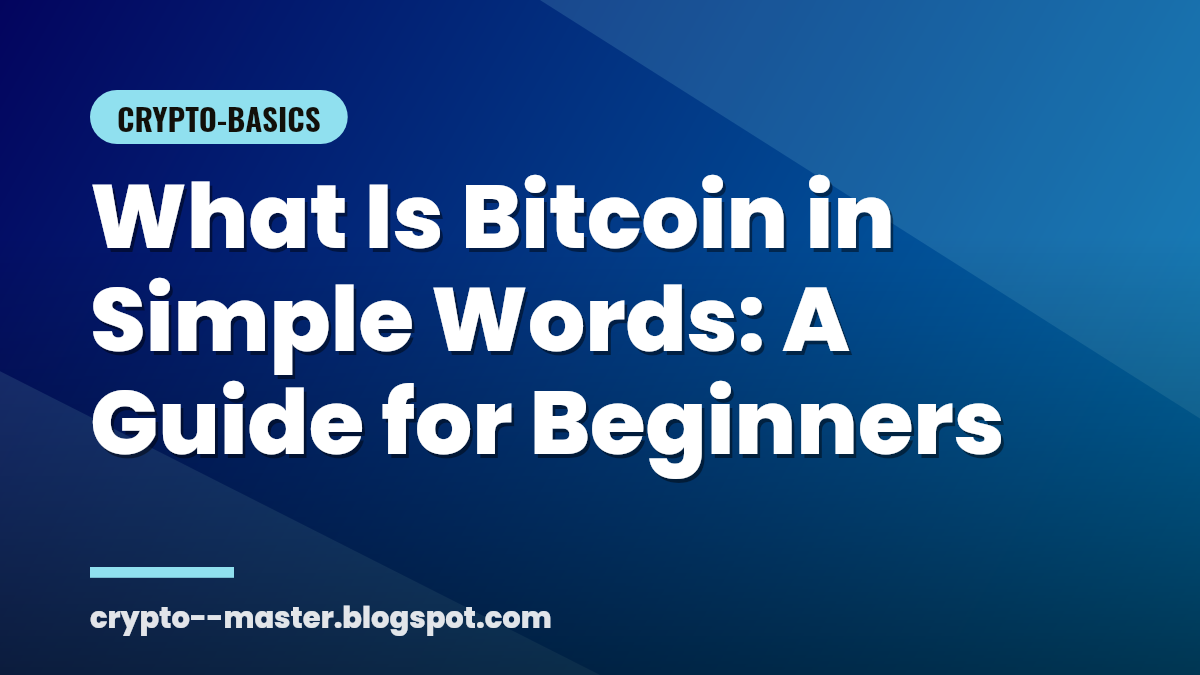 CRYPTO-BASICS
What Is Bitcoin in
Simple Words: A
Guide for Beginners
crypto--master.blogspot.com